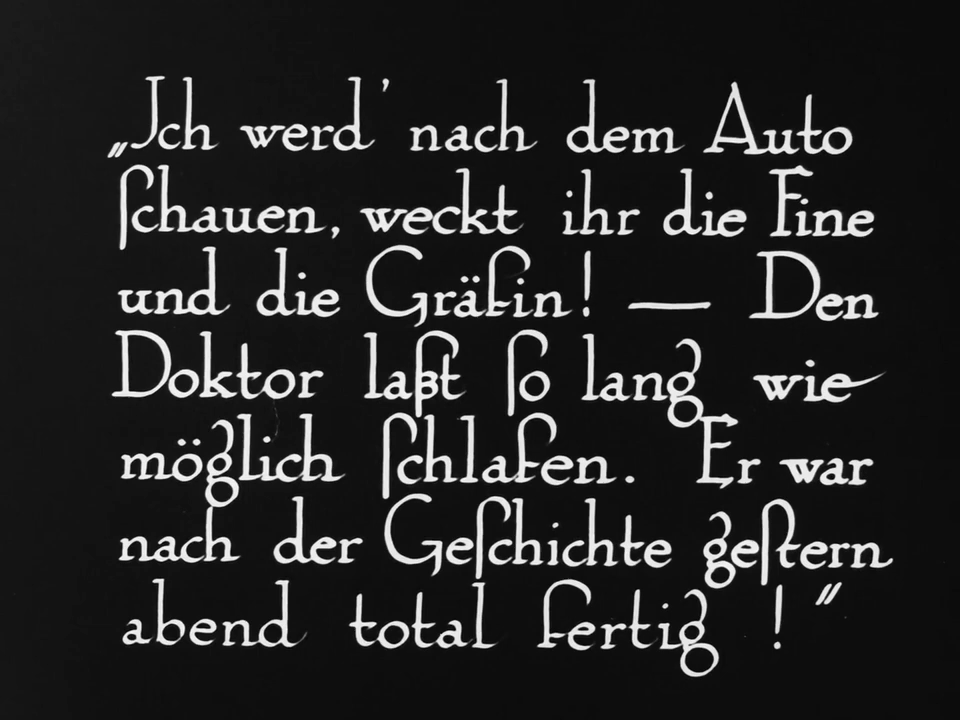 „Ich werd' nach dem Auto
ſchauen, weckt ihr die Fine
und die Gräfin! — Den
Doktor laßt ſo lang wie
möglich ſchlafen. Er war
nach der Geſchichte geſtern
abend total fertig!"